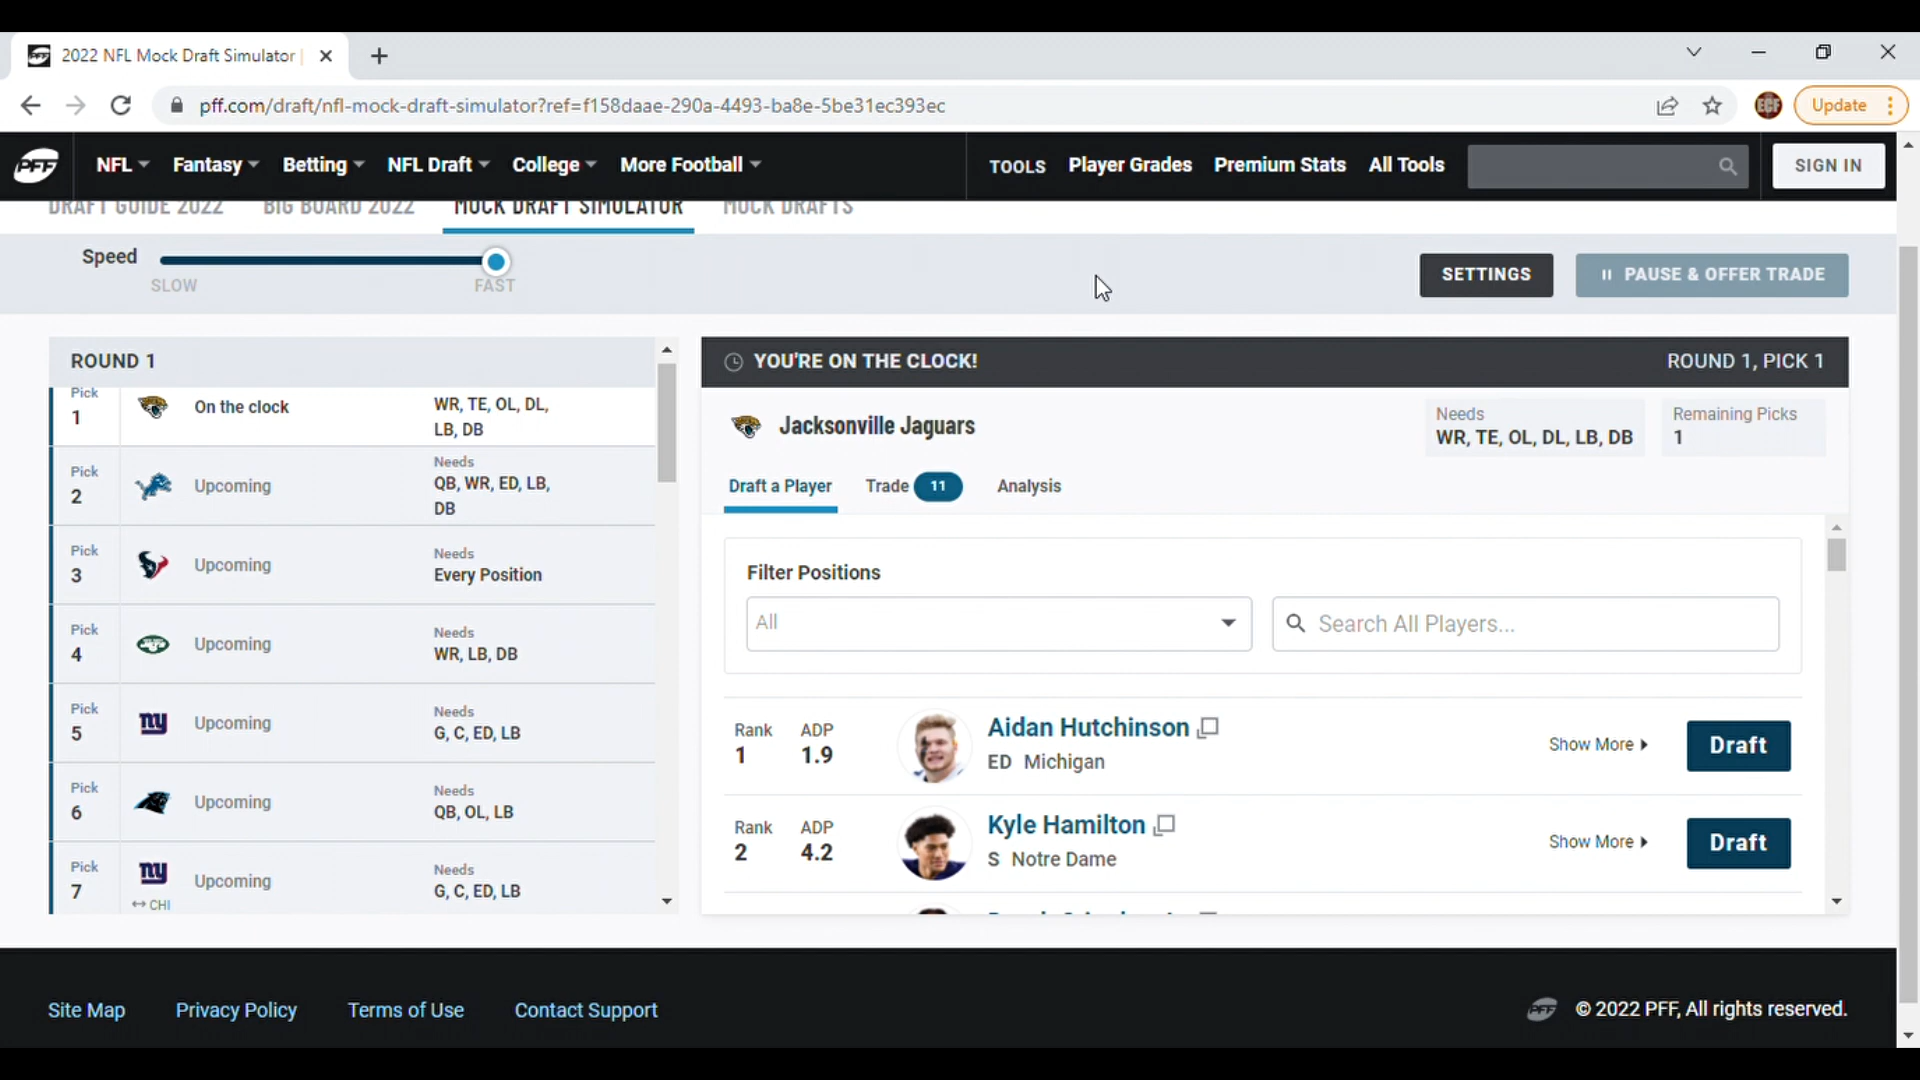 2022 NFL Mock Draft Simulator |
pff.com/draft/nfl-mock-draft-simulator?ref=f158daae-290a-4493-ba8e-5be31ec393ec
ECF
Update
PFF
NFL
Fantasy
Betting
NFL Draft
College
More Football
TOOLS
Player Grades
Premium Stats
All Tools
SIGN IN
DRAFT GUIDE 2022
BIG BOARD 2022
MOCK DRAFT SIMULATOR
MOCK DRAFTS
Speed
SLOW
FAST
SETTINGS
PAUSE & OFFER TRADE
ROUND 1
Pick
1
On the clock
WR, TE, OL, DL,
LB, DB
Pick
2
Upcoming
Needs
QB, WR, ED, LB,
DB
Pick
3
Upcoming
Needs
Every Position
Pick
4
Upcoming
Needs
WR, LB, DB
Pick
5
ny
Upcoming
Needs
G, C, ED, LB
Pick
6
Upcoming
Needs
QB, OL, LB
Pick
7
ny
↔ CHI
Upcoming
Needs
G, C, ED, LB
YOU'RE ON THE CLOCK!
ROUND 1, PICK 1
Jacksonville Jaguars
Needs
WR, TE, OL, DL, LB, DB
Remaining Picks
1
Draft a Player
Trade 11
Analysis
Filter Positions
All
Search All Players...
Rank
1
ADP
1.9
Aidan Hutchinson
ED Michigan
Show More
Draft
Rank
2
ADP
4.2
Kyle Hamilton
S Notre Dame
Show More
Draft
Site Map
Privacy Policy
Terms of Use
Contact Support
PFF
© 2022 PFF, All rights reserved.